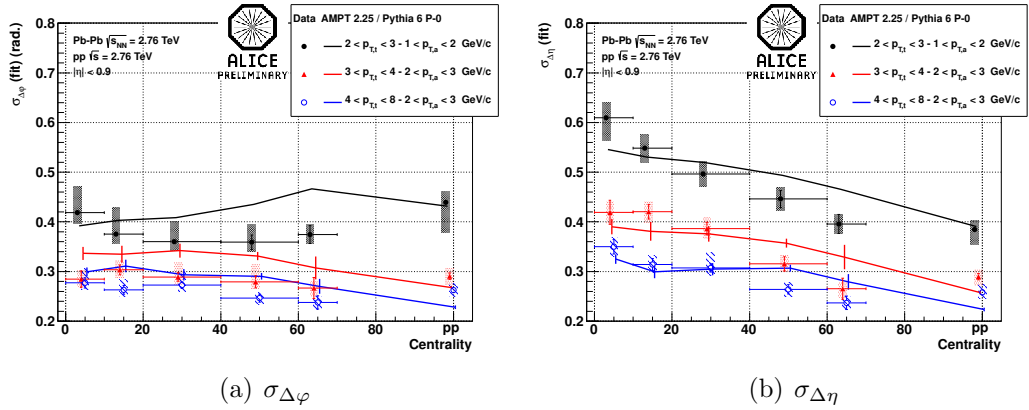 Data AMPT 2.25 / Pythia 6 P-0
2 < p_T,t < 3 - 1 < p_T,a < 2 GeV/c
3 < p_T,t < 4 - 2 < p_T,a < 3 GeV/c
4 < p_T,t < 8 - 2 < p_T,a < 3 GeV/c
Pb-Pb √s_NN = 2.76 TeV
pp √s = 2.76 TeV
|η| < 0.9
ALICE
PRELIMINARY
σ_Δφ (fit) (rad.)
0.8
0.7
0.6
0.5
0.4
0.3
0.2
0 20 40 60 80 pp
Centrality
(a) σ_Δφ
Data AMPT 2.25 / Pythia 6 P-0
2 < p_T,t < 3 - 1 < p_T,a < 2 GeV/c
3 < p_T,t < 4 - 2 < p_T,a < 3 GeV/c
4 < p_T,t < 8 - 2 < p_T,a < 3 GeV/c
Pb-Pb √s_NN = 2.76 TeV
pp √s = 2.76 TeV
|η| < 0.9
ALICE
PRELIMINARY
σ_Δη (fit)
0.8
0.7
0.6
0.5
0.4
0.3
0.2
0 20 40 60 80 pp
Centrality
(b) σ_Δη